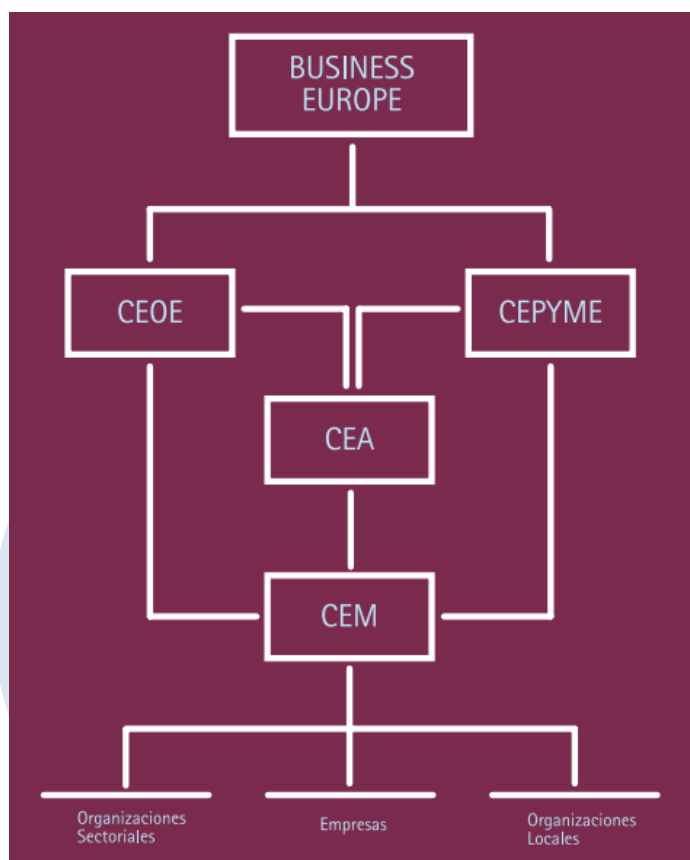 BUSINESS
EUROPE
CEOE
CEPYME
CEA
CEM
Organizaciones
Sectoriales
Empresas
Organizaciones
Locales